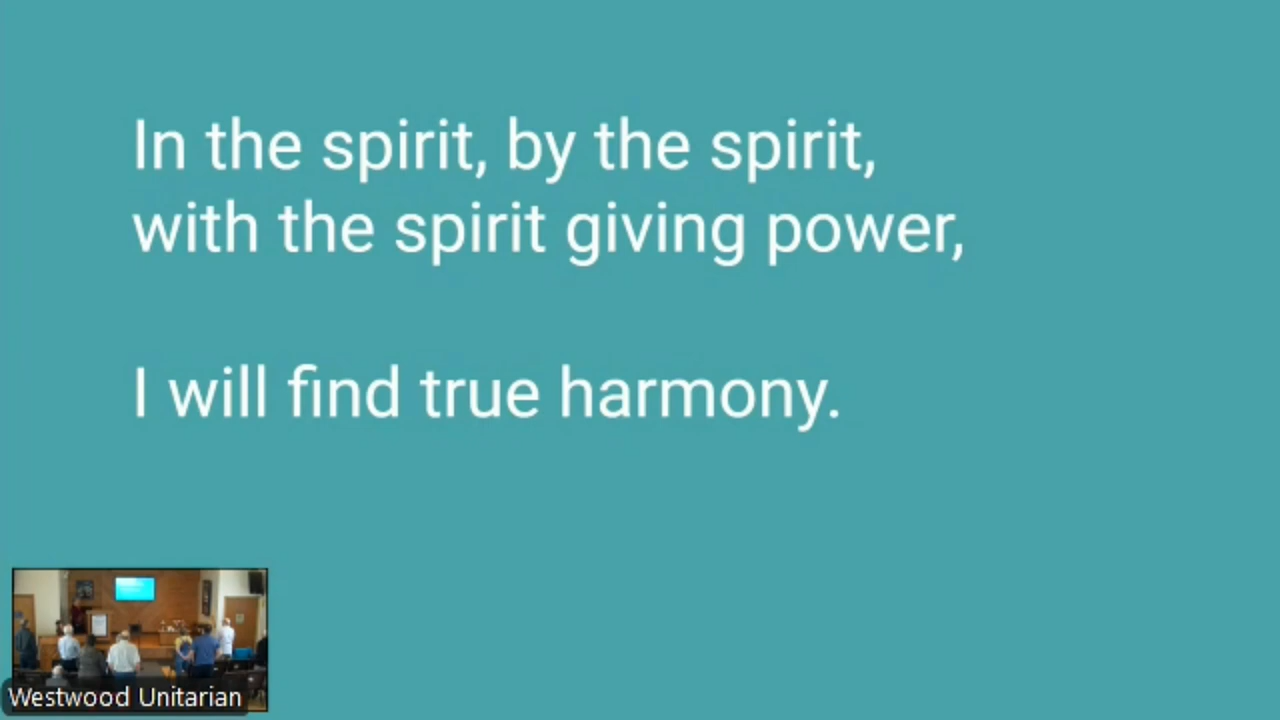 In the spirit, by the spirit,
with the spirit giving power,
I will find true harmony.
Westwood Unitarian